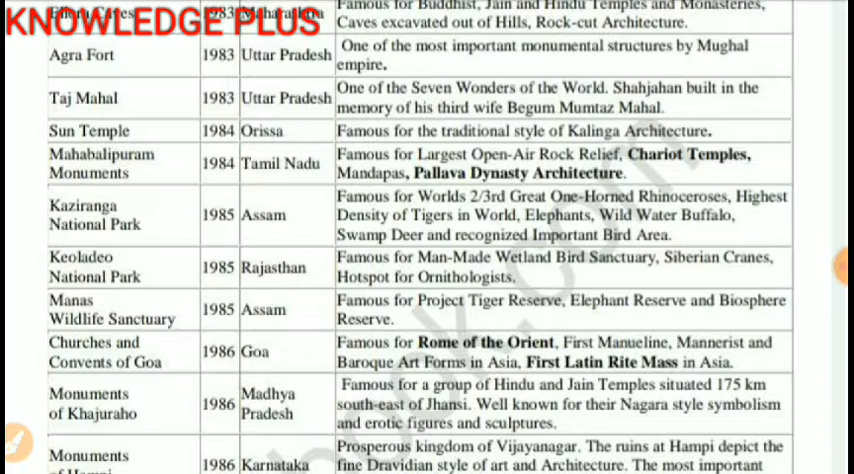 KNOWLEDGE PLUS
Ellora Caves 1983 Maharashtra Famous for Buddhist, Jain and Hindu Temples and Monasteries,
Caves excavated out of Hills, Rock-cut Architecture.
Agra Fort 1983 Uttar Pradesh One of the most important monumental structures by Mughal
empire.
Taj Mahal 1983 Uttar Pradesh One of the Seven Wonders of the World. Shahjahan built in the
memory of his third wife Begum Mumtaz Mahal.
Sun Temple 1984 Orissa Famous for the traditional style of Kalinga Architecture.
Mahabalipuram
Monuments 1984 Tamil Nadu Famous for Largest Open-Air Rock Relief, Chariot Temples,
Mandapas, Pallava Dynasty Architecture.
Kaziranga
National Park 1985 Assam Famous for Worlds 2/3rd Great One-Horned Rhinoceroses, Highest
Density of Tigers in World, Elephants, Wild Water Buffalo,
Swamp Deer and recognized Important Bird Area.
Keoladeo
National Park 1985 Rajasthan Famous for Man-Made Wetland Bird Sanctuary, Siberian Cranes,
Hotspot for Ornithologists.
Manas
Wildlife Sanctuary 1985 Assam Famous for Project Tiger Reserve, Elephant Reserve and Biosphere
Reserve.
Churches and
Convents of Goa 1986 Goa Famous for Rome of the Orient, First Manueline, Mannerist and
Baroque Art Forms in Asia, First Latin Rite Mass in Asia.
Monuments
of Khajuraho 1986 Madhya
Pradesh Famous for a group of Hindu and Jain Temples situated 175 km
south-east of Jhansi. Well known for their Nagara style symbolism
and erotic figures and sculptures.
Monuments
of Hampi 1986 Karnataka Prosperous kingdom of Vijayanagar. The ruins at Hampi depict the
fine Dravidian style of art and Architecture. The most important